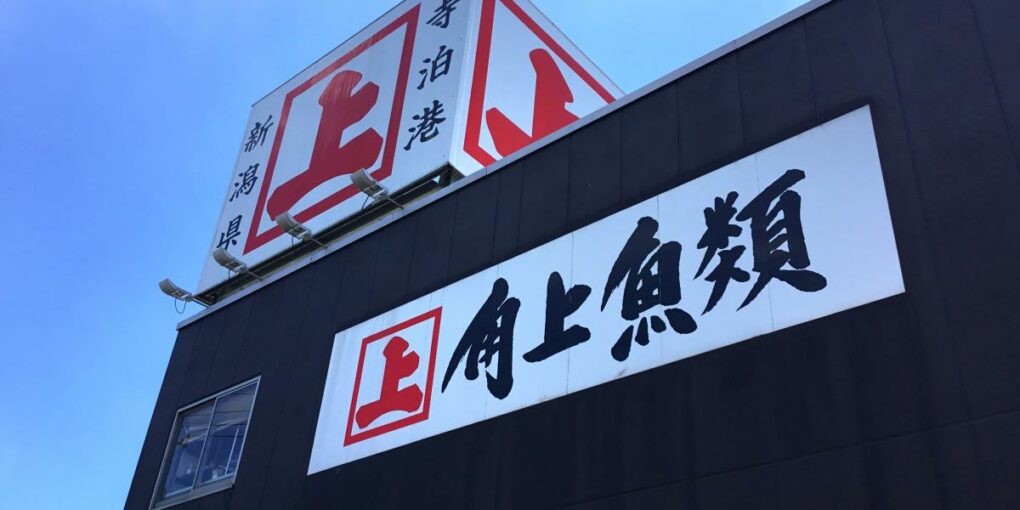 新潟県
上
寺泊港
上
上 角上魚類